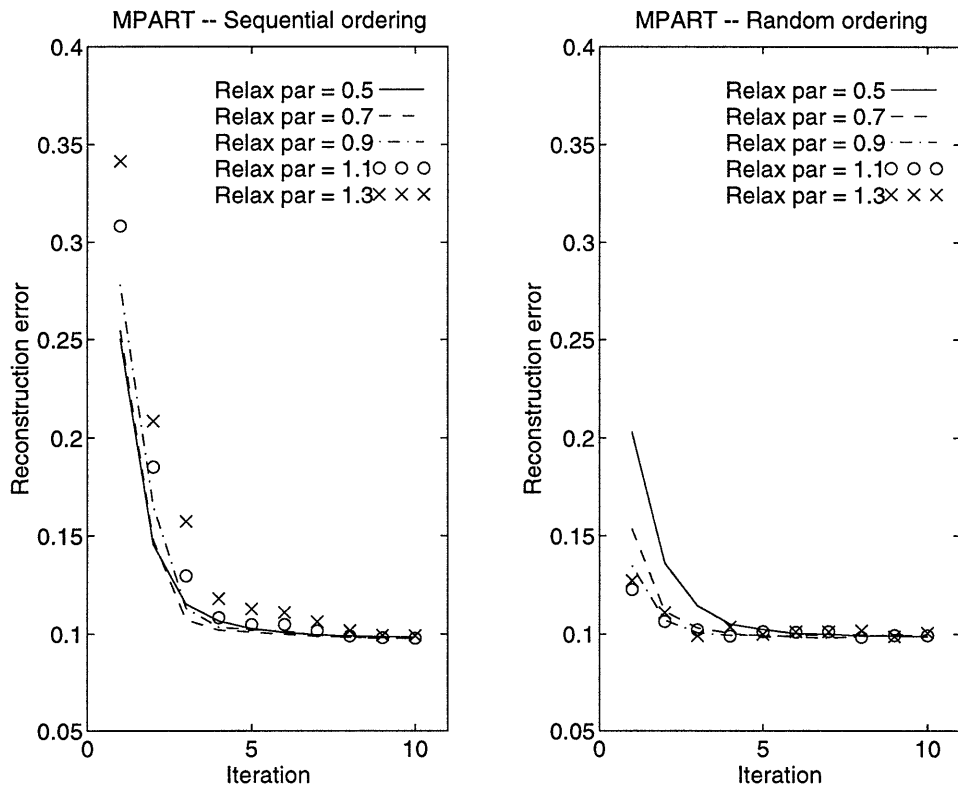 MPART -- Sequential ordering
0.4
0.35
0.3
0.25
0.2
0.15
0.1
0.05
Reconstruction error
Relax par = 0.5
Relax par = 0.7
Relax par = 0.9
Relax par = 1.1
Relax par = 1.3
0
5
10
Iteration
MPART -- Random ordering
0.4
0.35
0.3
0.25
0.2
0.15
0.1
0.05
Reconstruction error
Relax par = 0.5
Relax par = 0.7
Relax par = 0.9
Relax par = 1.1
Relax par = 1.3
0
5
10
Iteration